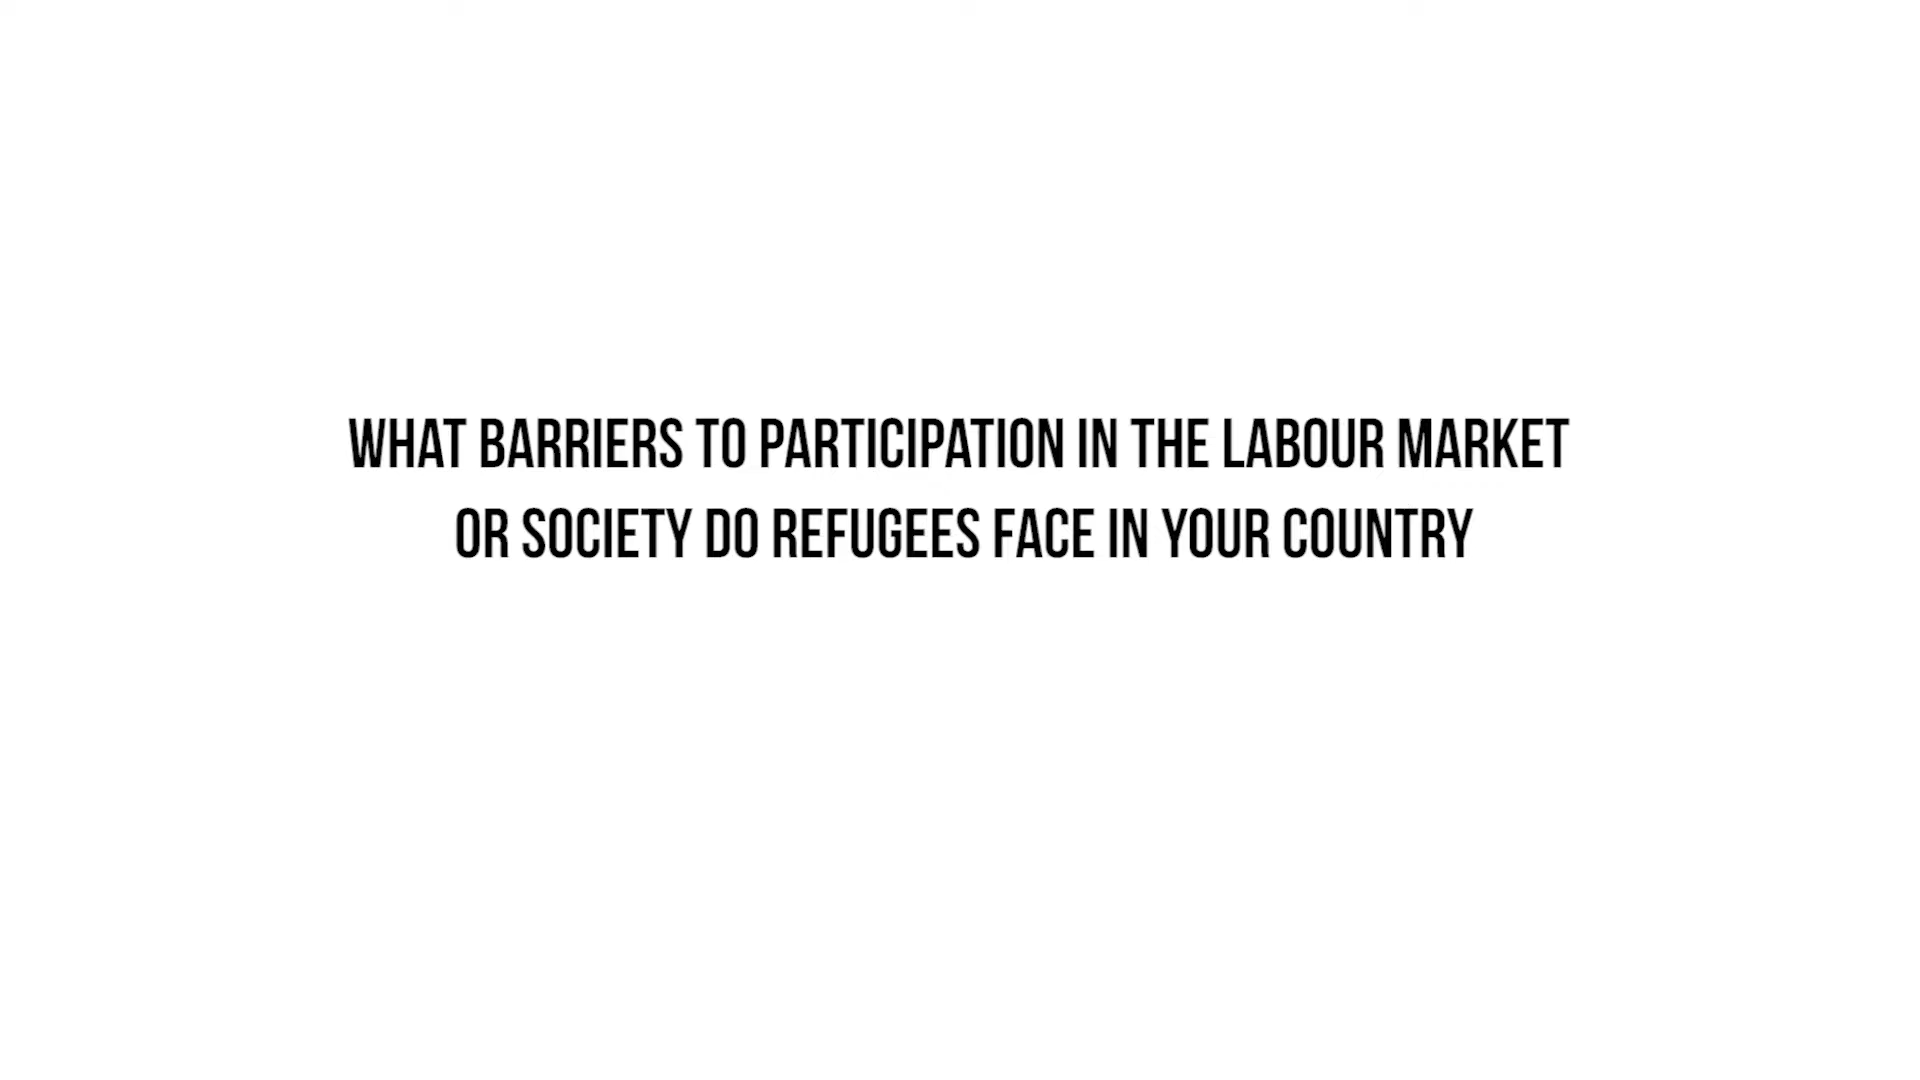 WHAT BARRIERS TO PARTICIPATION IN THE LABOUR MARKET
OR SOCIETY DO REFUGEES FACE IN YOUR COUNTRY